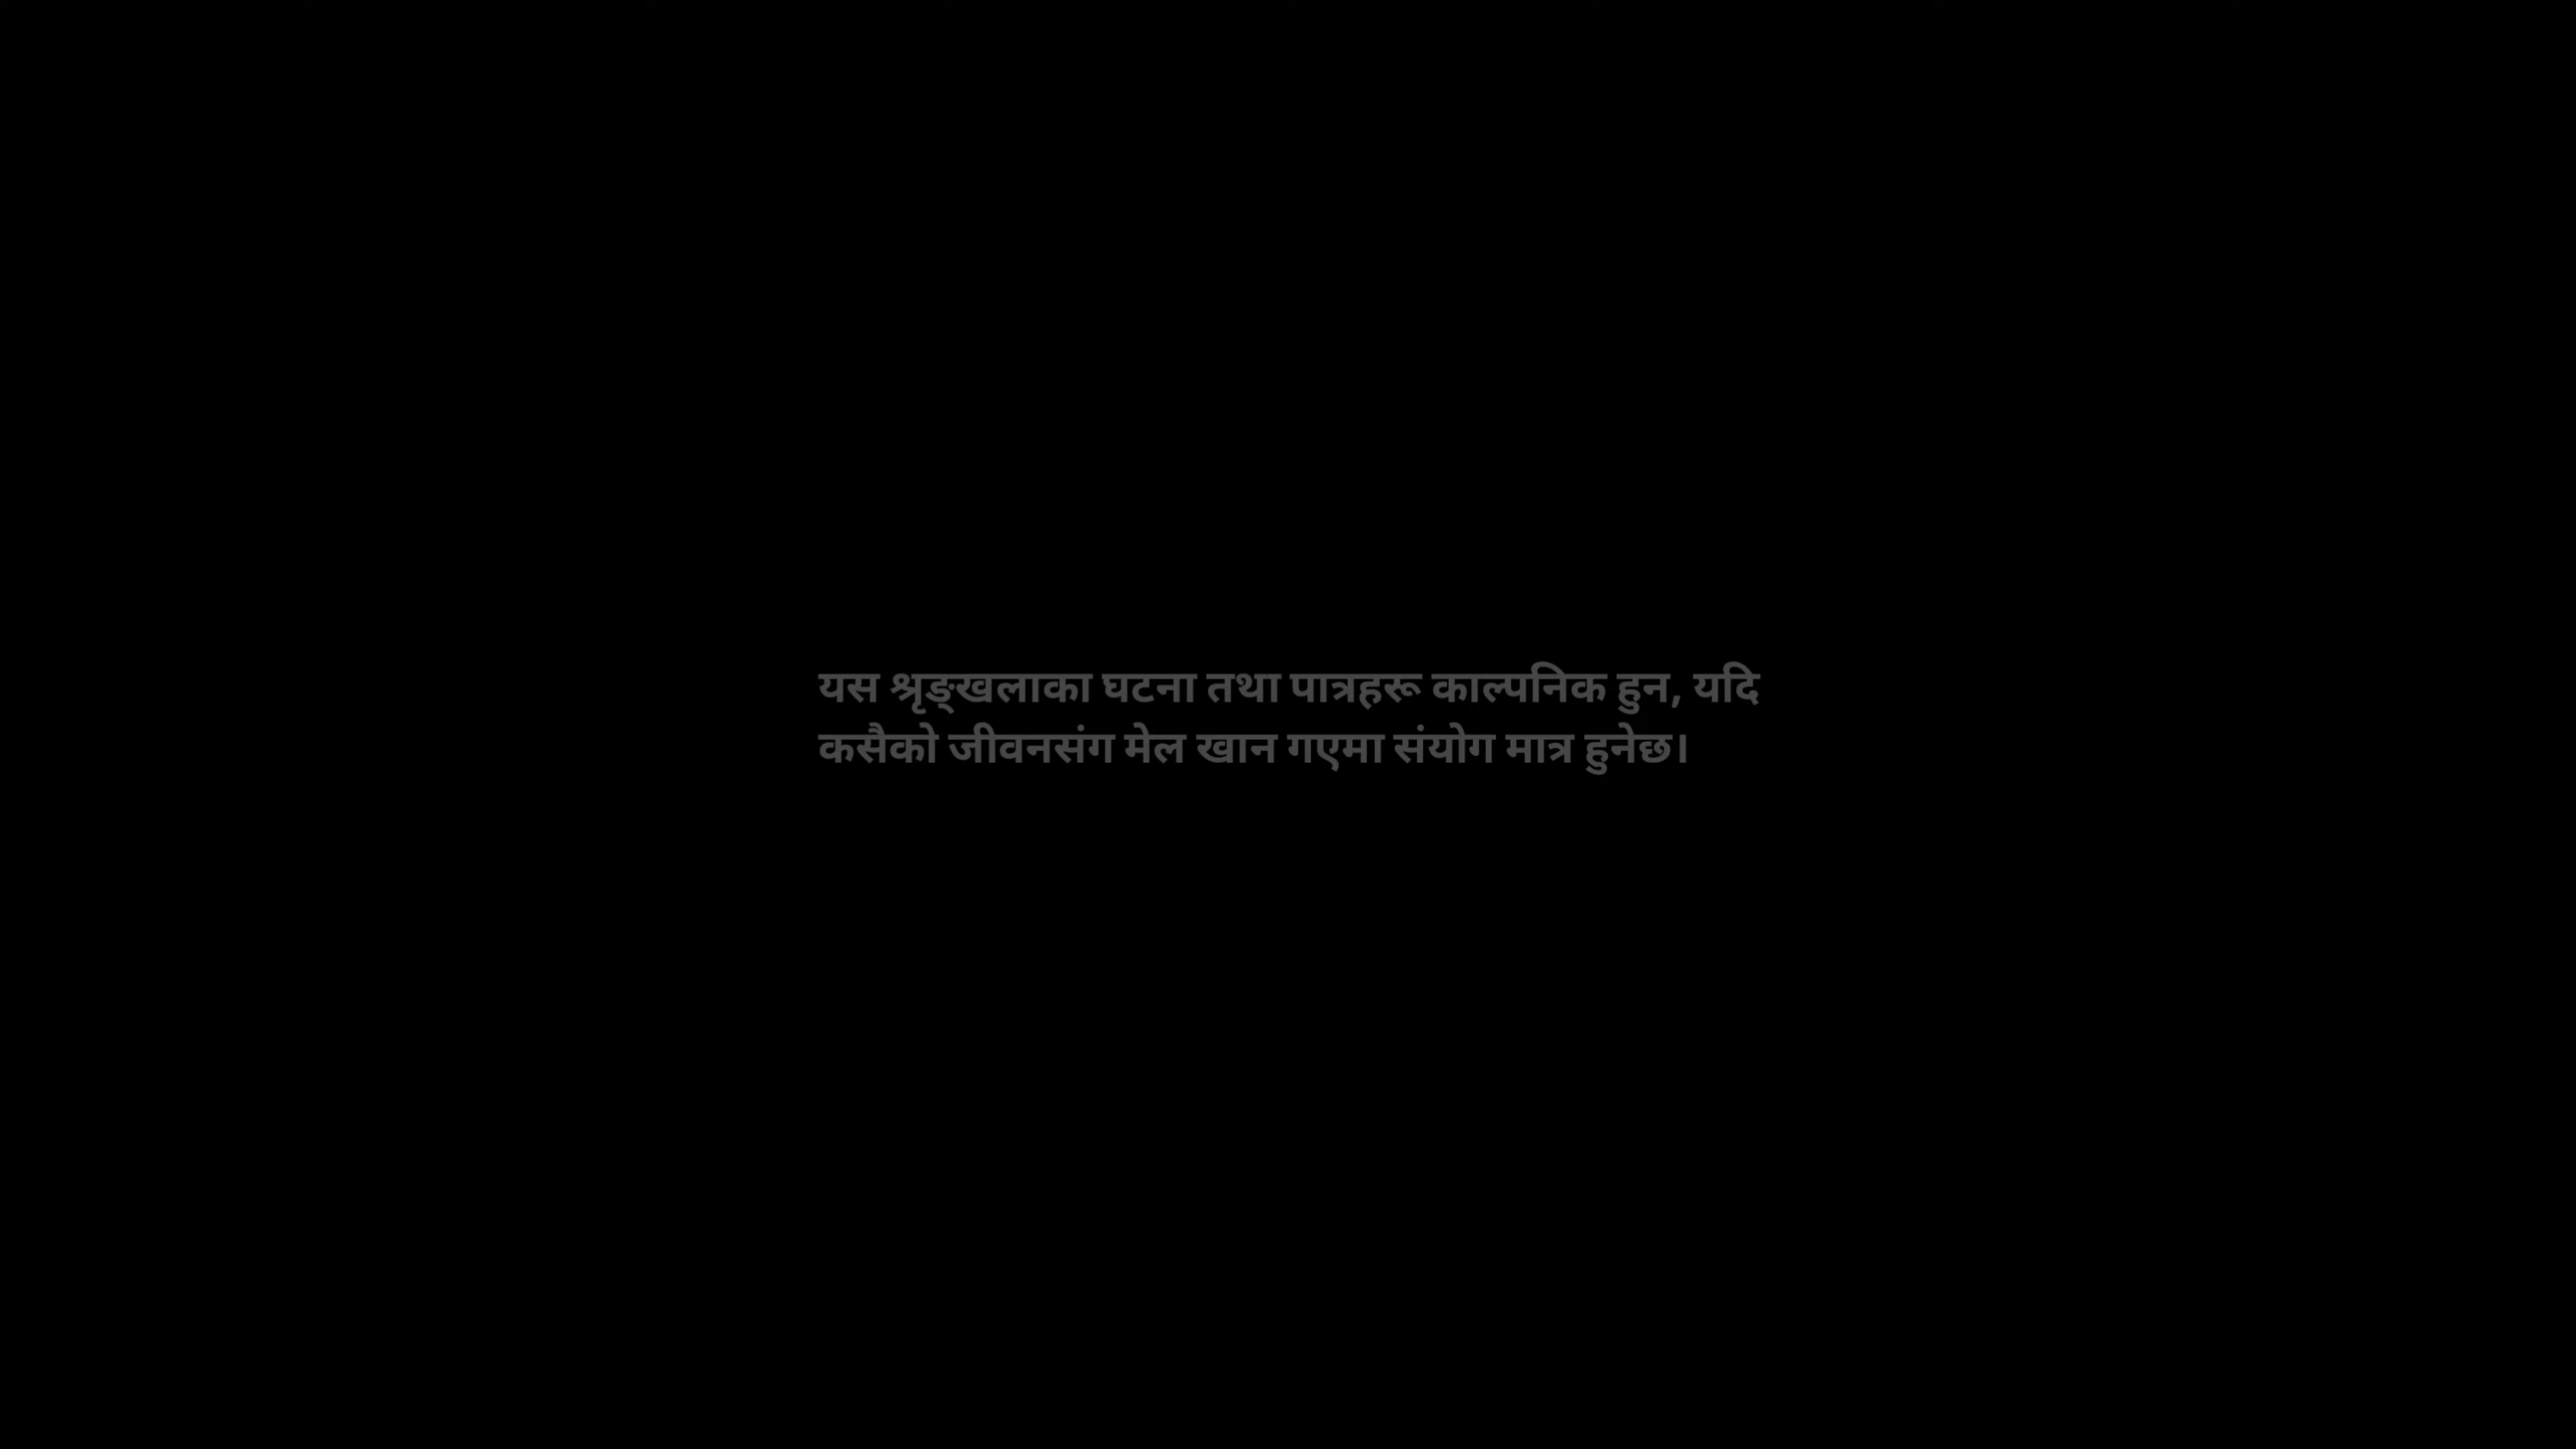 यस श्रृङ्खलाका घटना तथा पात्रहरू काल्पनिक हुन, यदि
कसैको जीवनसंग मेल खान गएमा संयोग मात्र हुनेछ।